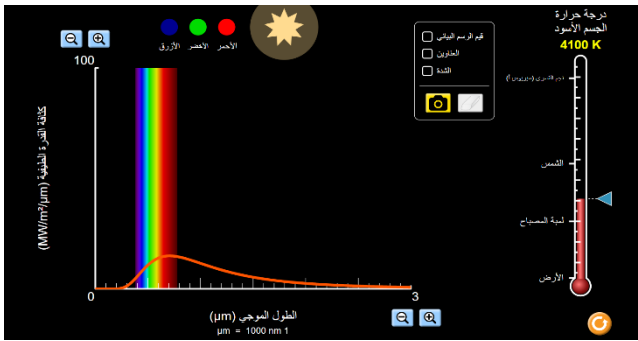 درجة حرارة
الجسم الأسود
4100 K
الأزرق
الأخضر
الأحمر
قيم الرسم البياني
العناوين
الشدة
100
كثافة القدرة الطيفية (MW/m²/µm)
الشمس
لمبة المصباح
الأرض
0
3
الطول الموجي (µm)
1 µm = 1000 nm